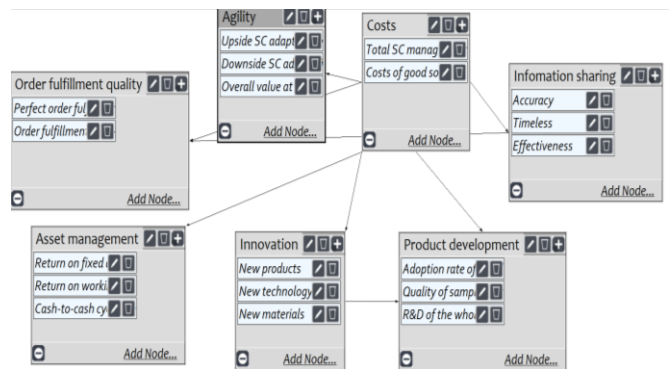 Agility
Upside SC adapt
Downside SC ad
Overall value at
Add Node...
Costs
Total SC manag
Costs of good so
Add Node...
Order fulfillment quality
Perfect order ful
Order fulfillmen
Add Node...
Infomation sharing
Accuracy
Timeless
Effectiveness
Add Node...
Asset management
Return on fixed
Return on worki
Cash-to-cash cy
Add Node...
Innovation
New products
New technology
New materials
Add Node...
Product development
Adoption rate of
Quality of samp
R&D of the who
Add Node...